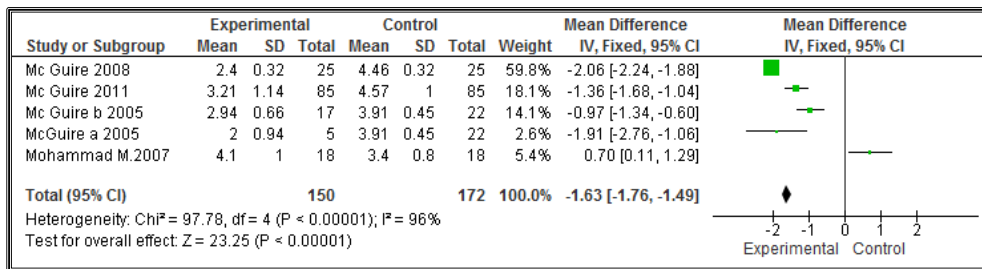 Experimental Control Mean Difference Mean Difference
Study or Subgroup Mean SD Total Mean SD Total Weight IV, Fixed, 95% CI IV, Fixed, 95% CI
Mc Guire 2008 2.4 0.32 25 4.46 0.32 25 59.8% -2.06 [-2.24, -1.88]
Mc Guire 2011 3.21 1.14 85 4.57 1 85 18.1% -1.36 [-1.68, -1.04]
Mc Guire b 2005 2.94 0.66 17 3.91 0.45 22 14.1% -0.97 [-1.34, -0.60]
McGuire a 2005 2 0.94 5 3.91 0.45 22 2.6% -1.91 [-2.76, -1.06]
Mohammad M.2007 4.1 1 18 3.4 0.8 18 5.4% 0.70 [0.11, 1.29]
Total (95% CI) 150 172 100.0% -1.63 [-1.76, -1.49]
Heterogeneity: Chi² = 97.78, df = 4 (P < 0.00001); I² = 96%
Test for overall effect: Z = 23.25 (P < 0.00001)
-2 -1 0 1 2
Experimental Control